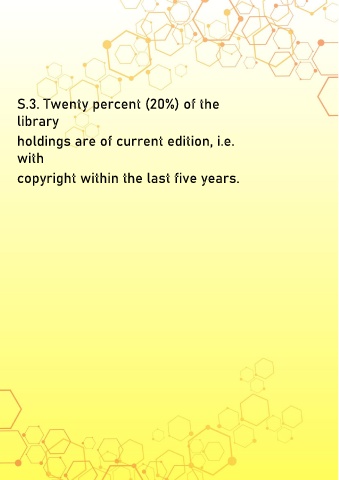 S.3. Twenty percent (20%) of the
library
holdings are of current edition, i.e.
with
copyright within the last five years.